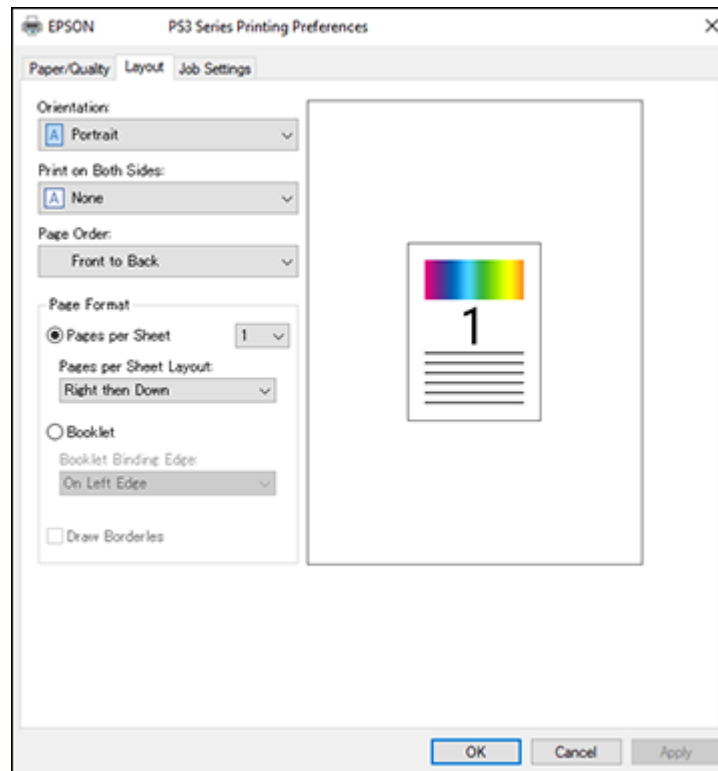 EPSON PS3 Series Printing Preferences
Paper/Quality Layout Job Settings
Orientation:
A Portrait
Print on Both Sides:
A None
Page Order:
Front to Back
Page Format
Pages per Sheet 1
Pages per Sheet Layout:
Right then Down
Booklet
Booklet Binding Edge:
On Left Edge
Draw Borderles
1
OK Cancel Apply